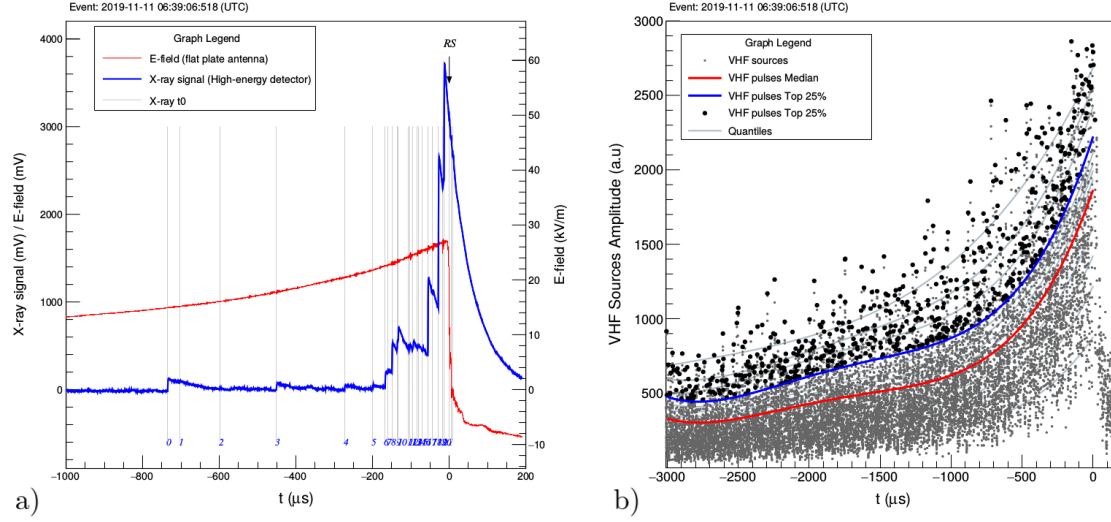 Event: 2019-11-11 06:39:06:518 (UTC)
Graph Legend
E-field (flat plate antenna)
X-ray signal (High-energy detector)
X-ray t0
RS
X-ray signal (mV) / E-field (mV)
4000
3000
2000
1000
0
E-field (kV/m)
60
50
40
30
20
10
0
−10
0 1 2 3 4 5
−1000 −800 −600 −400 −200 0 200
t (μs)
a)
Event: 2019-11-11 06:39:06:518 (UTC)
Graph Legend
VHF sources
VHF pulses Median
VHF pulses Top 25%
VHF pulses Top 25%
Quantiles
VHF Sources Amplitude (a.u)
3000
2500
2000
1500
1000
500
0
−3000 −2500 −2000 −1500 −1000 −500 0
t (μs)
b)